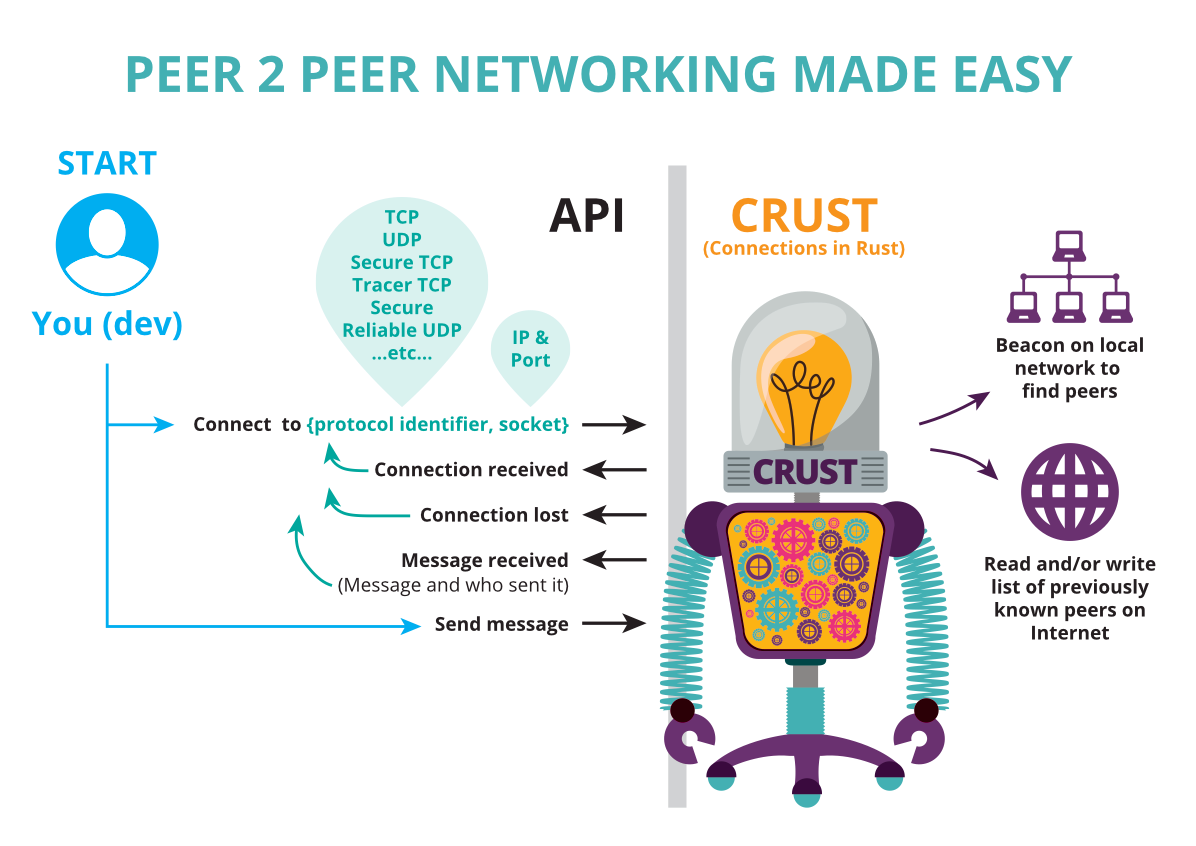 PEER 2 PEER NETWORKING MADE EASY
START
You (dev)
TCP
UDP
Secure TCP
Tracer TCP
Secure
Reliable UDP
...etc...
IP &
Port
API
Connect to {protocol identifier, socket}
Connection received
Connection lost
Message received
(Message and who sent it)
Send message
CRUST
(Connections in Rust)
CRUST
Beacon on local
network to
find peers
Read and/or write
list of previously
known peers on
Internet